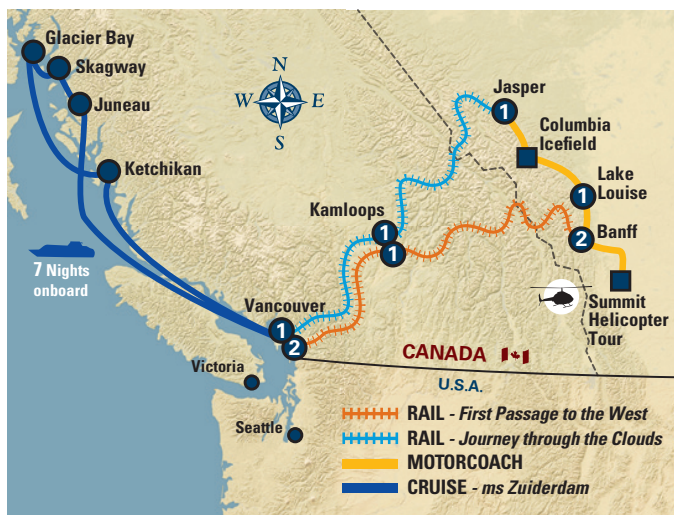 Glacier Bay
Skagway
Juneau
Ketchikan
N
W E
S
Jasper
1
Columbia
Icefield
Lake
Louise
1
Banff
2
Kamloops
1
1
7 Nights
onboard
Vancouver
1
2
Summit
Helicopter
Tour
CANADA
U.S.A.
Victoria
Seattle
RAIL - First Passage to the West
RAIL - Journey through the Clouds
MOTORCOACH
CRUISE - ms Zuiderdam